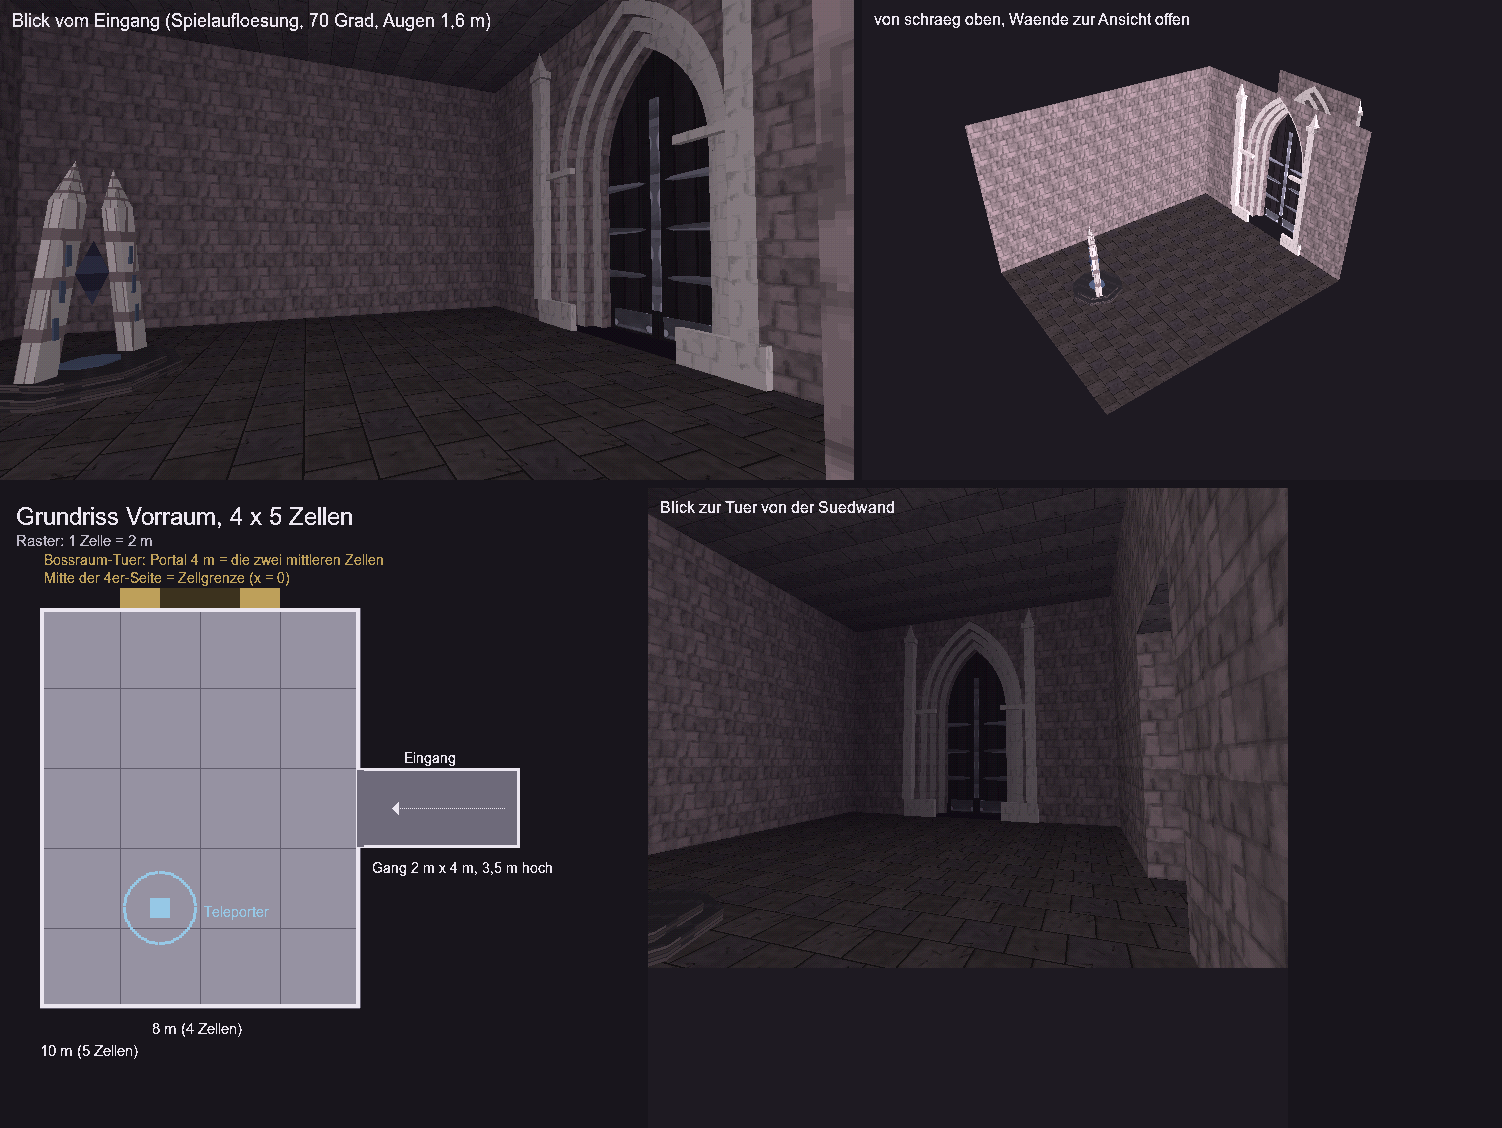 Blick vom Eingang (Spielaufloesung, 70 Grad, Augen 1,6 m)
von schraeg oben, Waende zur Ansicht offen
Grundriss Vorraum, 4 x 5 Zellen
Raster: 1 Zelle = 2 m
Bossraum-Tuer: Portal 4 m = die zwei mittleren Zellen
Mitte der 4er-Seite = Zellgrenze (x = 0)
Eingang
Gang 2 m x 4 m, 3,5 m hoch
Teleporter
8 m (4 Zellen)
10 m (5 Zellen)
Blick zur Tuer von der Suedwand